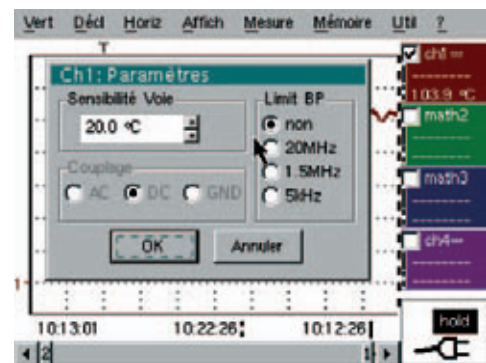 Vert Décl Horiz Affich Mesure Mémoire Util ?
T
ch1
Ch1: Paramètres
103.9 °C
Sensibilité Voie
Limit BP
20.0 °C
non
math2
20MHz
Couplage
1.5MHz
math3
AC DC GND
5kHz
OK Annuler
ch4
1
10:13:01 10:22:26 10:12:26
hold
2 1